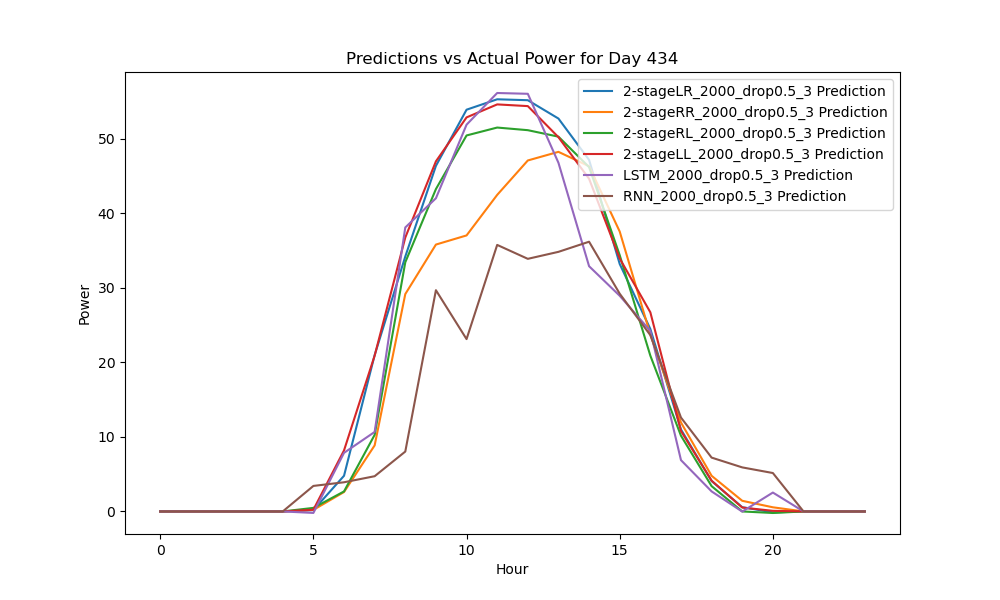 Predictions vs Actual Power for Day 434
2-stageLR_2000_drop0.5_3 Prediction
2-stageRR_2000_drop0.5_3 Prediction
2-stageRL_2000_drop0.5_3 Prediction
2-stageLL_2000_drop0.5_3 Prediction
LSTM_2000_drop0.5_3 Prediction
RNN_2000_drop0.5_3 Prediction
Power
50
40
30
20
10
0
0 5 10 15 20
Hour